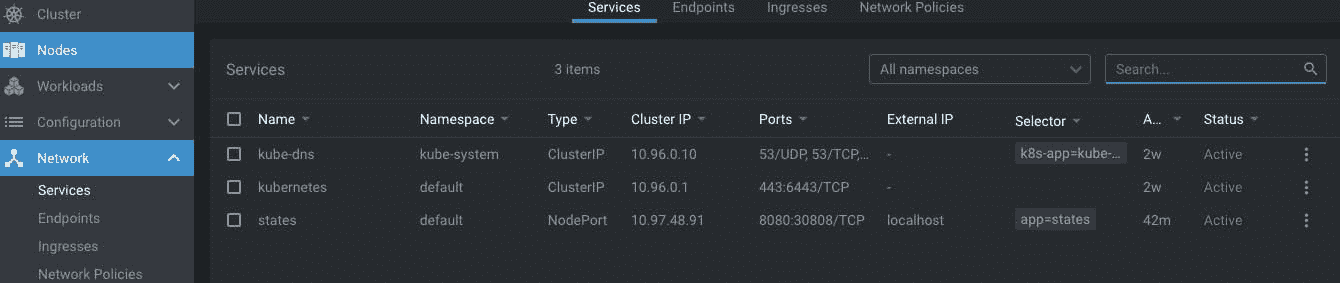 Cluster
Nodes
Workloads
Configuration
Network
Services
Endpoints
Ingresses
Network Policies
Services Endpoints Ingresses Network Policies
Services 3 items All namespaces Search...
Name Namespace Type Cluster IP Ports External IP Selector A... Status
kube-dns kube-system ClusterIP 10.96.0.10 53/UDP, 53/TCP,... - k8s-app=kube-... 2w Active
kubernetes default ClusterIP 10.96.0.1 443:6443/TCP - 2w Active
states default NodePort 10.97.48.91 8080:30808/TCP localhost app=states 42m Active